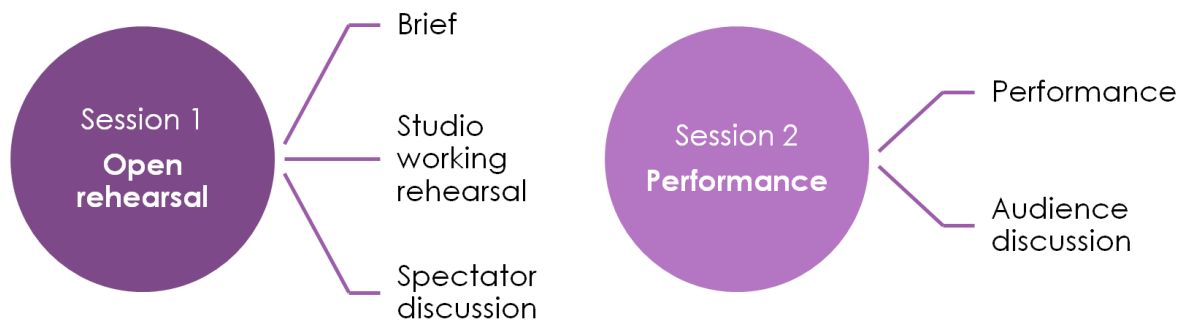 Session 1
Open
rehearsal
Brief
Studio
working
rehearsal
Spectator
discussion
Session 2
Performance
Performance
Audience
discussion